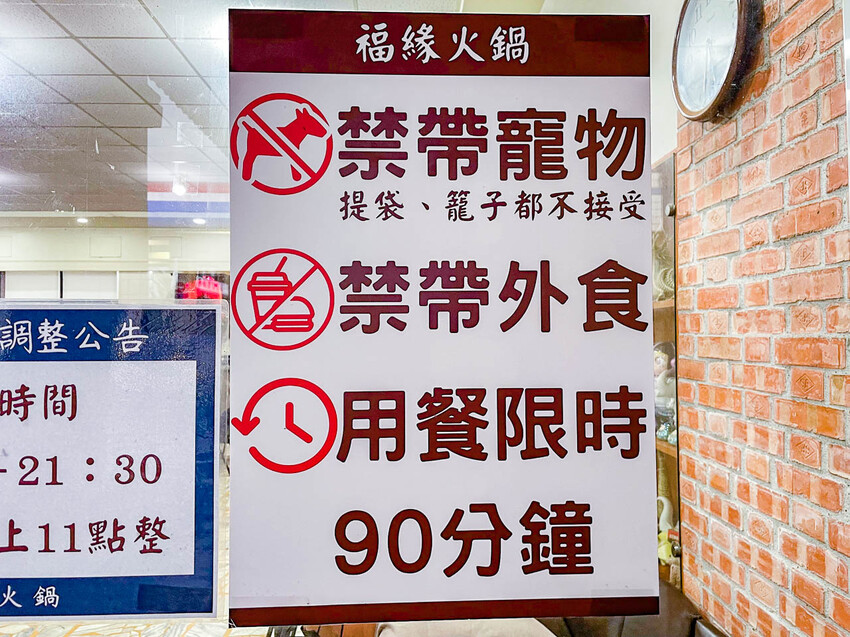 福緣火鍋
禁帶寵物
提袋、籠子都不接受
禁帶外食
用餐限時
90分鐘
調整公告
時間
-21：30
上11點整
火鍋